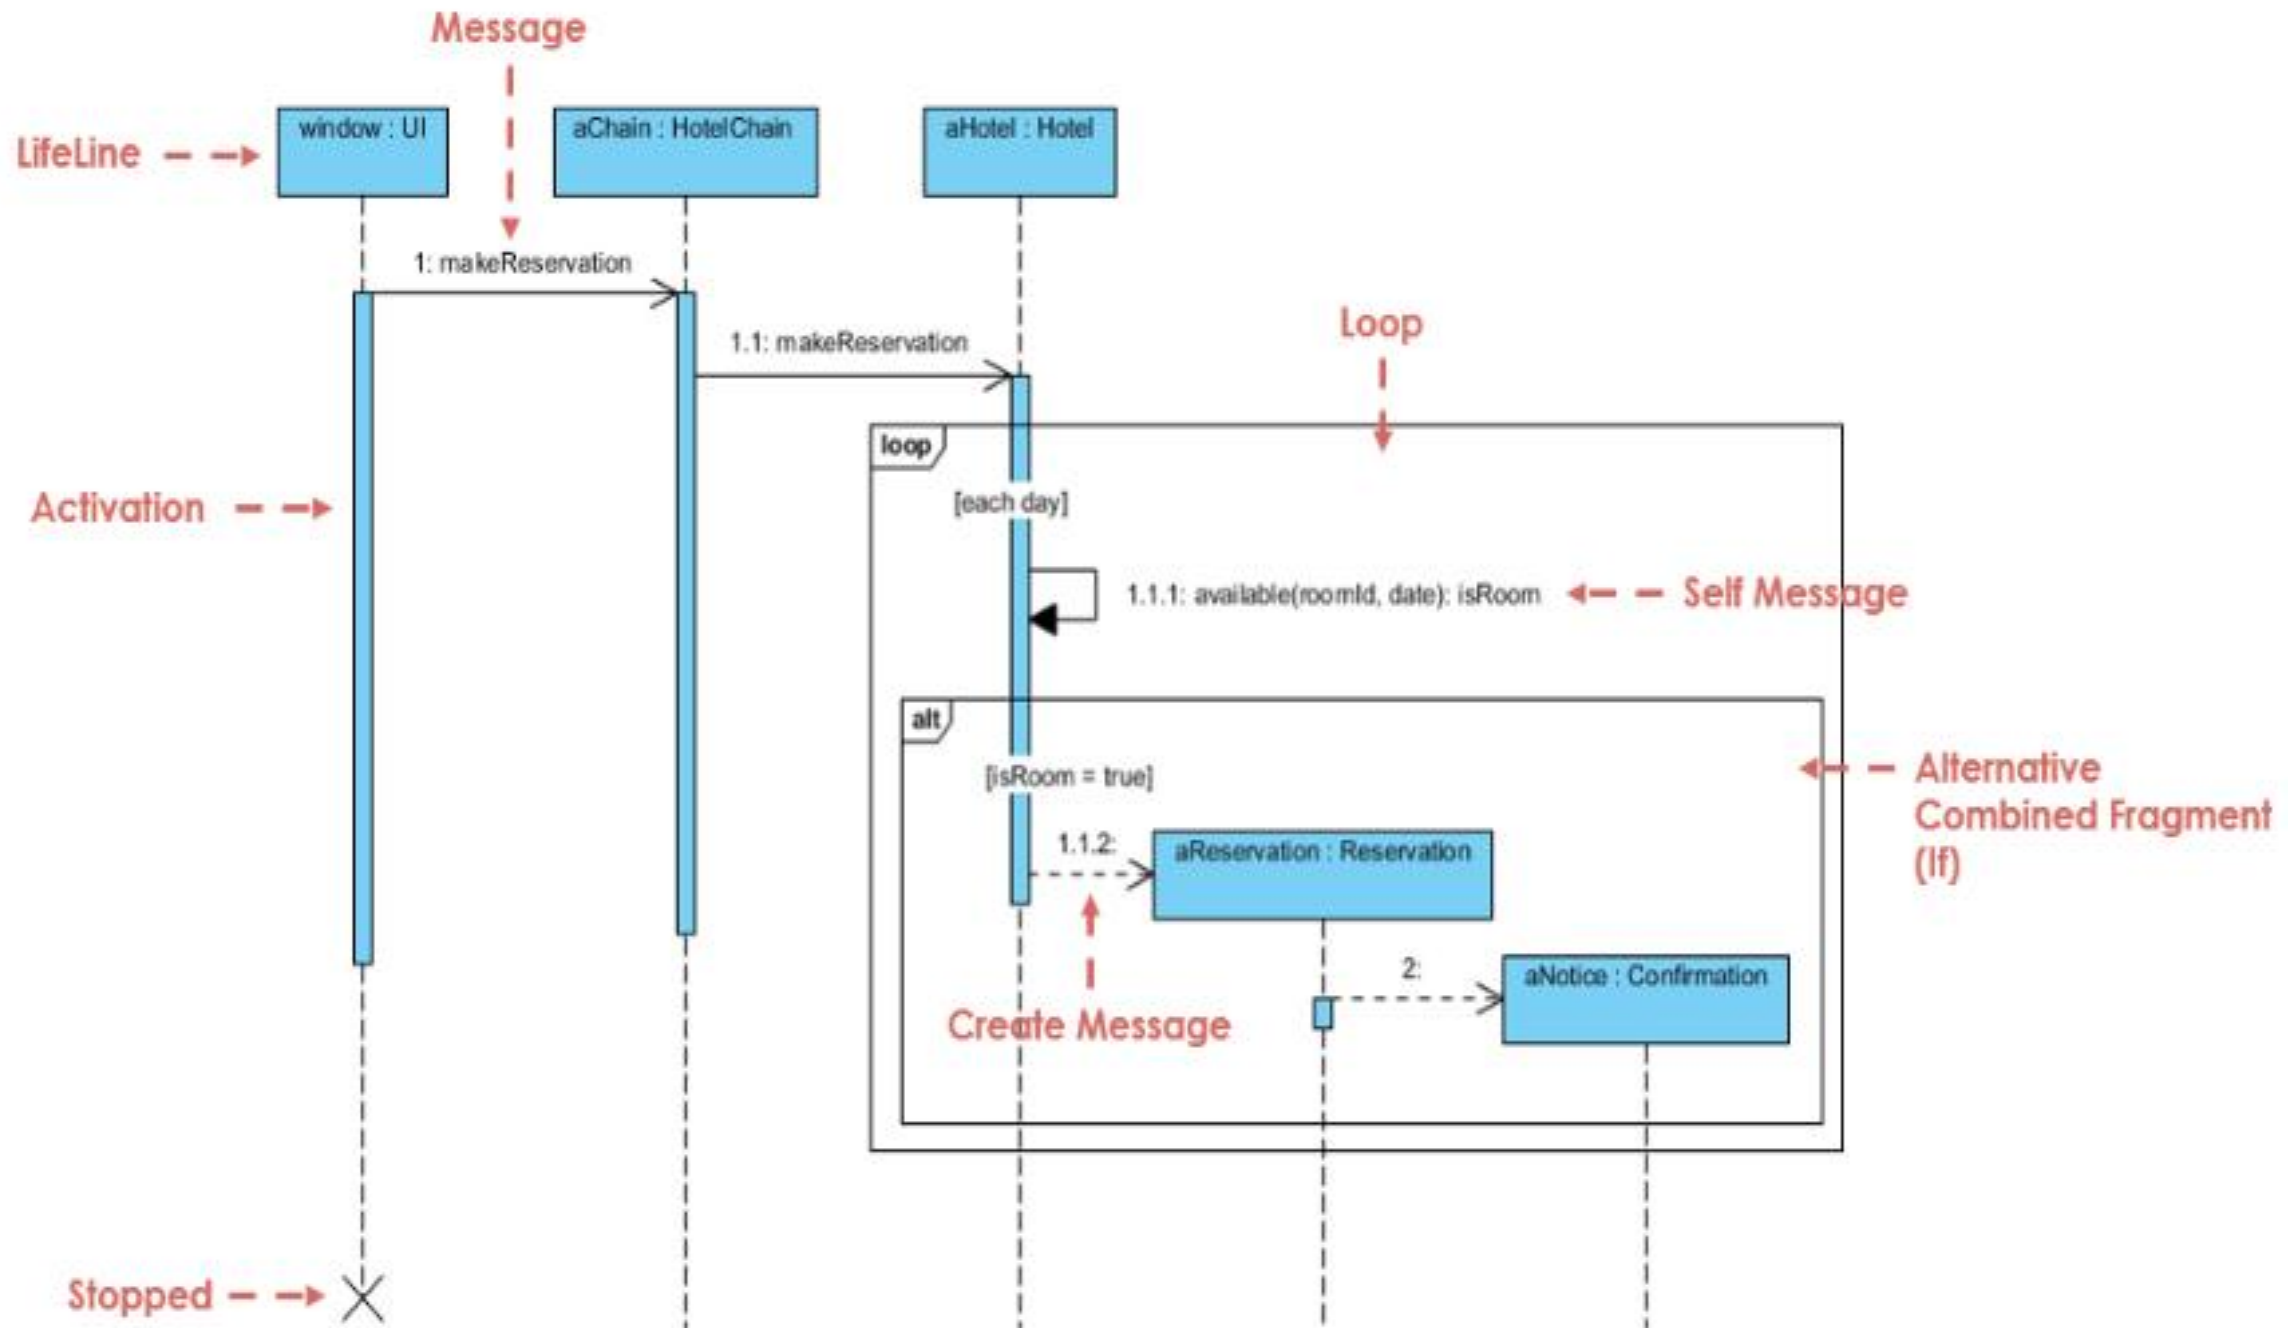 Message
window : UI
aChain : HotelChain
aHotel : Hotel
LifeLine
1: makeReservation
1.1: makeReservation
Loop
loop
[each day]
Activation
1.1.1: available(roomId, date): isRoom
Self Message
alt
[isRoom = true]
Alternative
Combined Fragment
(If)
1.1.2:
aReservation : Reservation
2:
aNotice : Confirmation
Create Message
Stopped